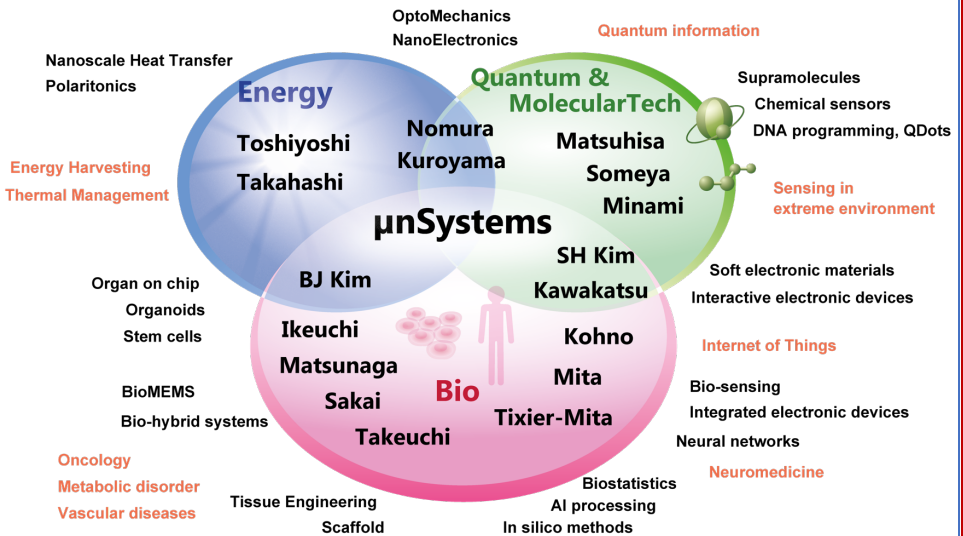 OptoMechanics
NanoElectronics
Quantum information
Nanoscale Heat Transfer
Polaritonics
Energy
Quantum &
MolecularTech
Supramolecules
Chemical sensors
DNA programming, QDots
Toshiyoshi
Takahashi
Nomura
Kuroyama
Matsuhisa
Someya
Minami
Energy Harvesting
Thermal Management
Sensing in
extreme environment
µnSystems
BJ Kim
SH Kim
Kawakatsu
Soft electronic materials
Interactive electronic devices
Organ on chip
Organoids
Stem cells
Ikeuchi
Matsunaga
Sakai
Takeuchi
Bio
Kohno
Mita
Tixier-Mita
Internet of Things
BioMEMS
Bio-hybrid systems
Bio-sensing
Integrated electronic devices
Neural networks
Oncology
Metabolic disorder
Vascular diseases
Neuromedicine
Tissue Engineering
Scaffold
Biostatistics
AI processing
In silico methods